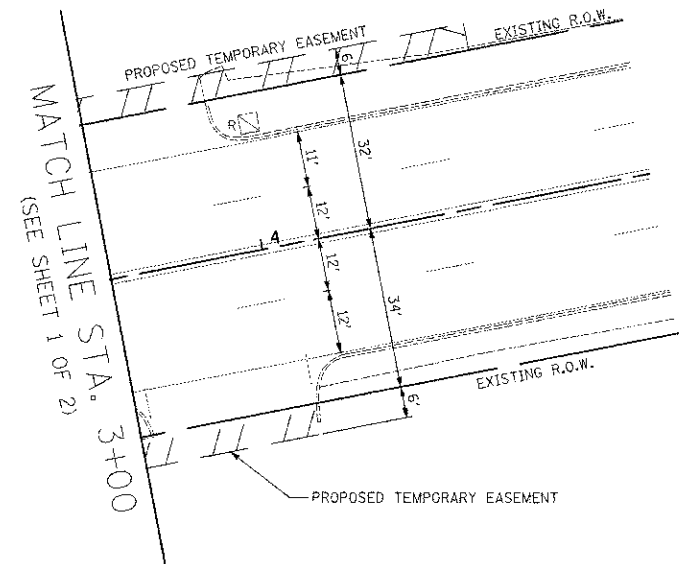 EXISTING R.O.W.
PROPOSED TEMPORARY EASEMENT
6'
R
32'
11'
12'
4
12'
12'
34'
EXISTING R.O.W.
6'
MATCH LINE STA. 3+00
(SEE SHEET 1 OF 2)
PROPOSED TEMPORARY EASEMENT